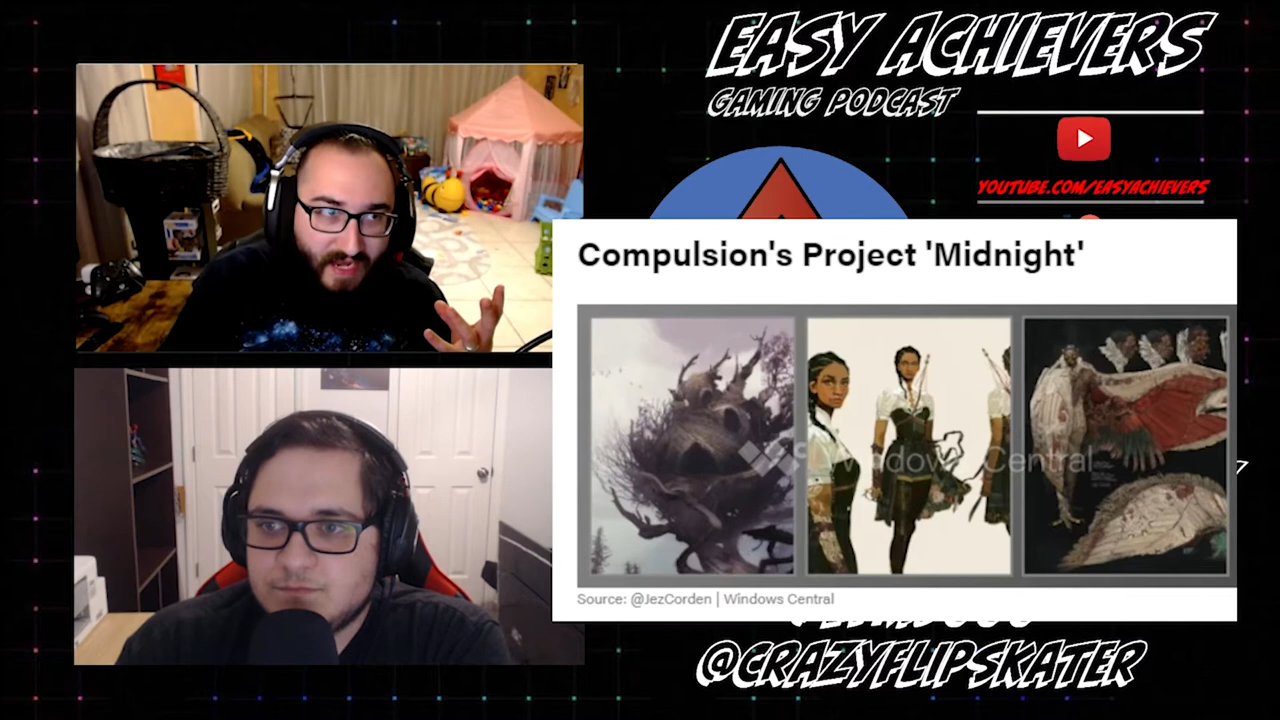 EASY ACHIEVERS
GAMING PODCAST
YOUTUBE.COM/EASYACHIEVERS
Compulsion's Project 'Midnight'
Windows Central
Source: @JezCorden | Windows Central
@CRAZYFLIPSKATER